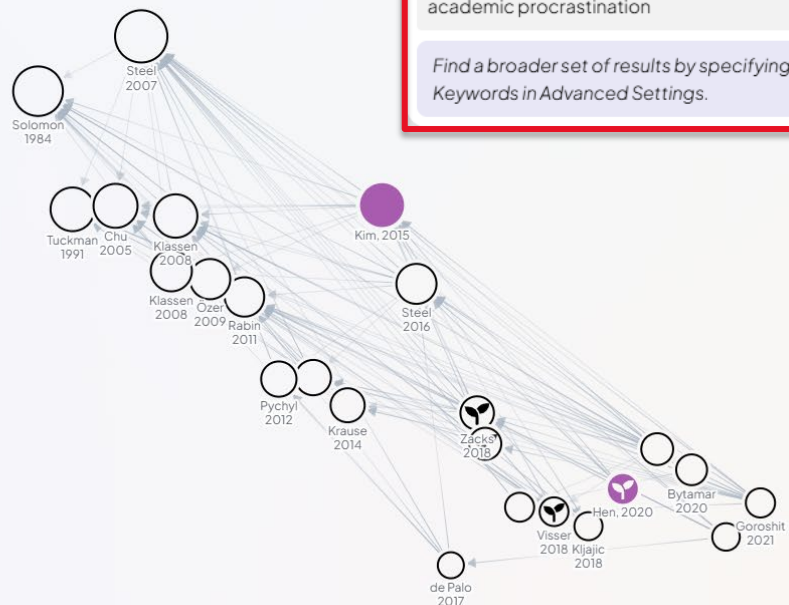 academic procrastination
Find a broader set of results by specifying
Keywords in Advanced Settings.
Steel
2007
Solomon
1984
Tuckman
1991
Chu
2005
Klassen
2008
Kim, 2015
Klassen
2008
Özer
2009
Rabin
2011
Steel
2016
Pychyl
2012
Krause
2014
Zacks
2018
Bytamar
2020
Hen, 2020
Goroshit
2021
Visser
2018
Kljajic
2018
de Palo
2017